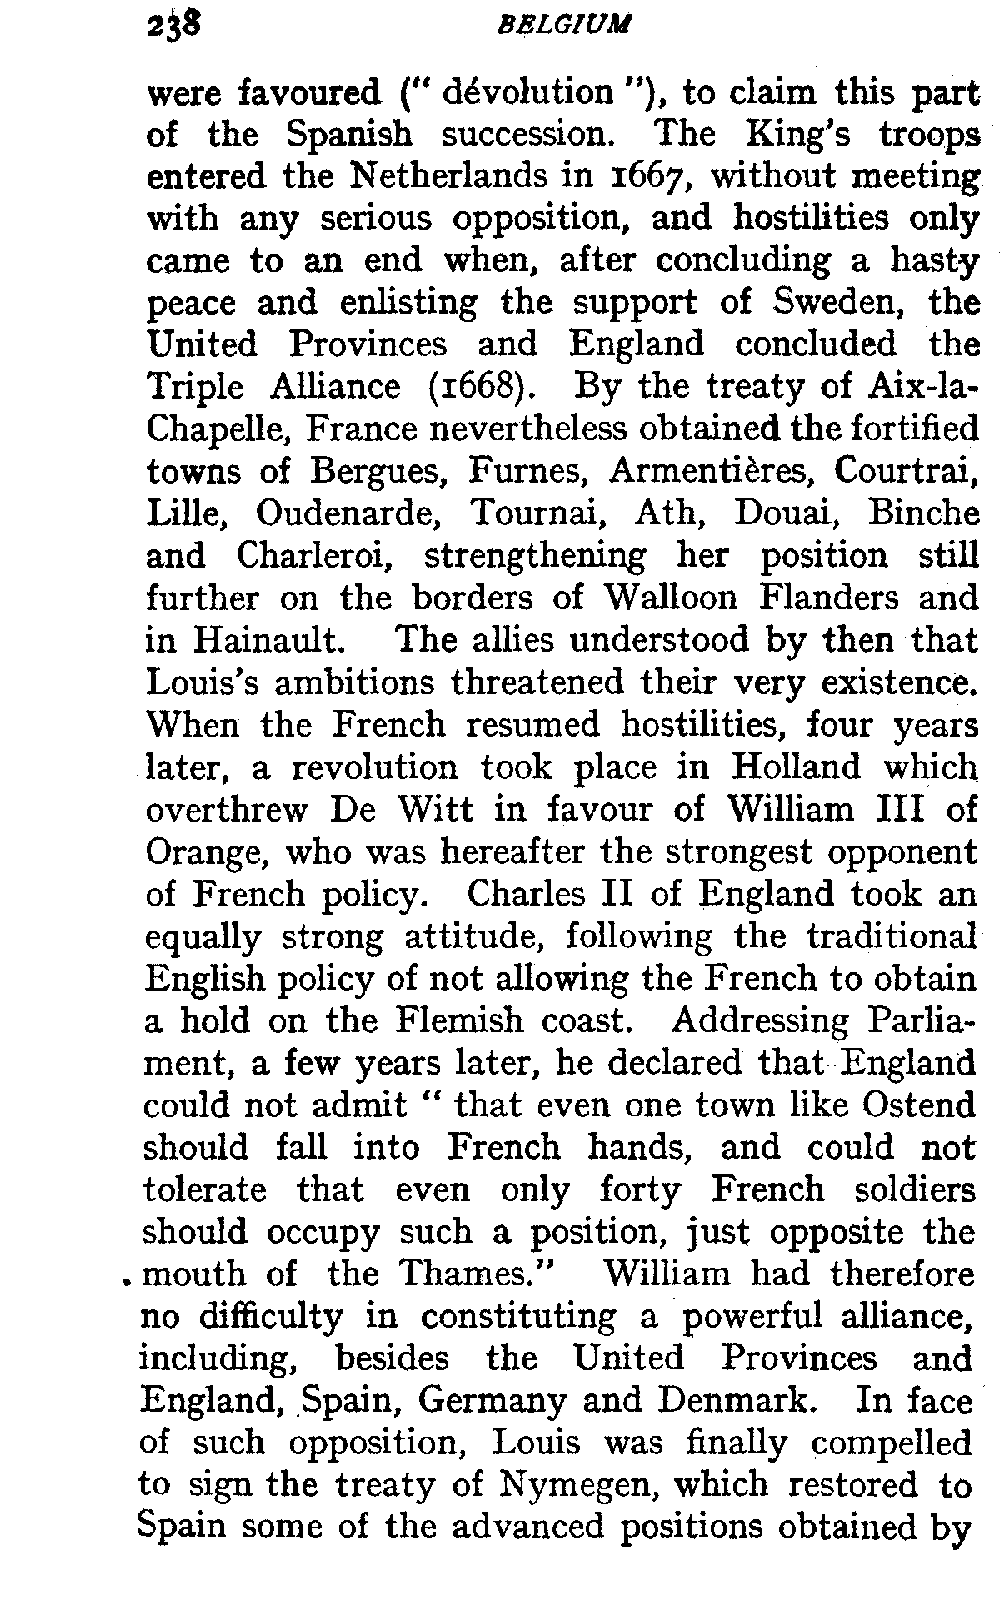 238 BELGIUM
were favoured (“ dévolution ”), to claim this part
of the Spanish succession. The King’s troops
entered the Netherlands in 1667, without meeting
with any serious opposition, and hostilities only
came to an end when, after concluding a hasty
peace and enlisting the support of Sweden, the
United Provinces and England concluded the
Triple Alliance (1668). By the treaty of Aix-la-
Chapelle, France nevertheless obtained the fortified
towns of Bergues, Furnes, Armentières, Courtrai,
Lille, Oudenarde, Tournai, Ath, Douai, Binche
and Charleroi, strengthening her position still
further on the borders of Walloon Flanders and
in Hainault. The allies understood by then that
Louis’s ambitions threatened their very existence.
When the French resumed hostilities, four years
later, a revolution took place in Holland which
overthrew De Witt in favour of William III of
Orange, who was hereafter the strongest opponent
of French policy. Charles II of England took an
equally strong attitude, following the traditional
English policy of not allowing the French to obtain
a hold on the Flemish coast. Addressing Parlia-
ment, a few years later, he declared that England
could not admit “ that even one town like Ostend
should fall into French hands, and could not
tolerate that even only forty French soldiers
should occupy such a position, just opposite the
mouth of the Thames.” William had therefore
no difficulty in constituting a powerful alliance,
including, besides the United Provinces and
England, Spain, Germany and Denmark. In face
of such opposition, Louis was finally compelled
to sign the treaty of Nymegen, which restored to
Spain some of the advanced positions obtained by